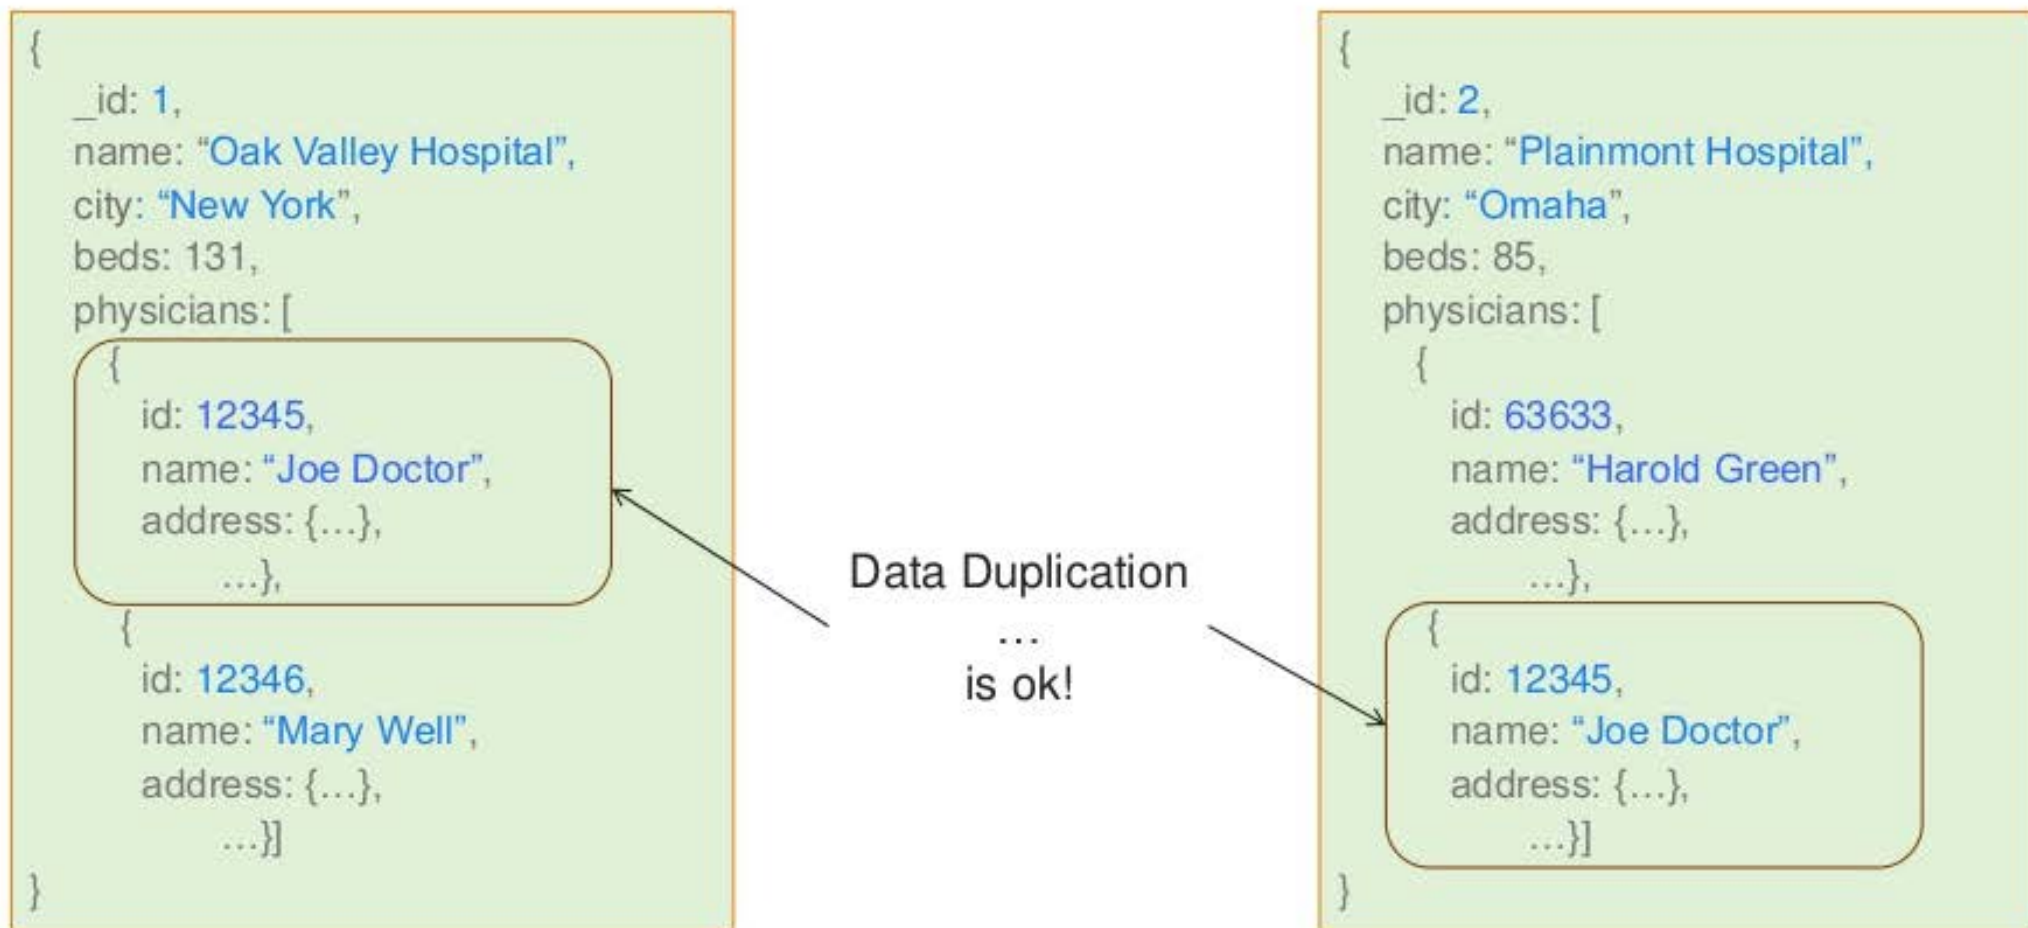 {
_id: 1,
name: “Oak Valley Hospital”,
city: “New York”,
beds: 131,
physicians: [
{
id: 12345,
name: “Joe Doctor”,
address: {…},
…},
{
id: 12346,
name: “Mary Well”,
address: {…},
…}]
}
Data Duplication
…
is ok!
{
_id: 2,
name: “Plainmont Hospital”,
city: “Omaha”,
beds: 85,
physicians: [
{
id: 63633,
name: “Harold Green”,
address: {…},
…},
{
id: 12345,
name: “Joe Doctor”,
address: {…},
…}]
}